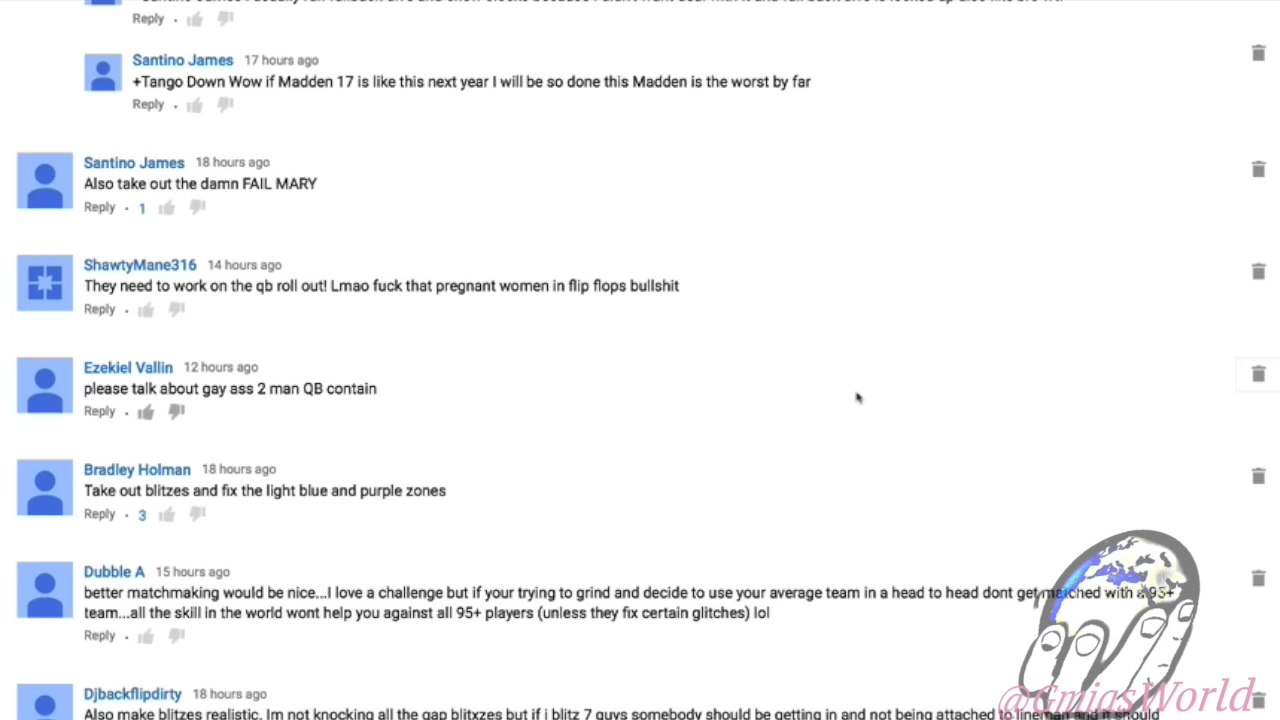 Reply
Santino James 17 hours ago
+Tango Down Wow if Madden 17 is like this next year I will be so done this Madden is the worst by far
Reply
Santino James 18 hours ago
Also take out the damn FAIL MARY
Reply 1
ShawtyMane316 14 hours ago
They need to work on the qb roll out! Lmao fuck that pregnant women in flip flops bullshit
Reply
Ezekiel Vallin 12 hours ago
please talk about gay ass 2 man QB contain
Reply
Bradley Holman 18 hours ago
Take out blitzes and fix the light blue and purple zones
Reply 3
Dubble A 15 hours ago
better matchmaking would be nice...I love a challenge but if your trying to grind and decide to use your average team in a head to head dont get matched with a 95+
team...all the skill in the world wont help you against all 95+ players (unless they fix certain glitches) lol
Reply
Djbackflipdirty 18 hours ago
Also make blitzes realistic. Im not knocking all the gap blitxzes but if i blitz 7 guys somebody should be getting in and not being attached to lineman and it should
@GmiasWorld